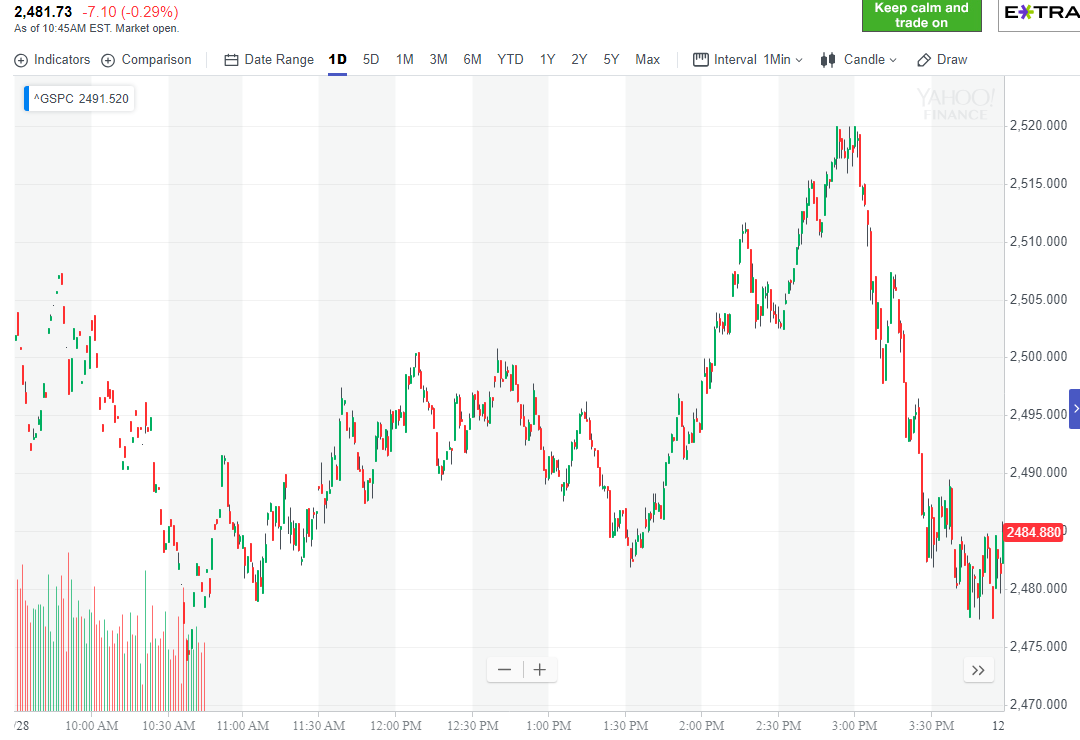 2,481.73 -7.10 (-0.29%)
As of 10:45AM EST. Market open.
Keep calm and
trade on
E*TRA
Indicators Comparison Date Range 1D 5D 1M 3M 6M YTD 1Y 2Y 5Y Max Interval 1Min Candle Draw
^GSPC 2491.520
YAHOO!
FINANCE
2,520.000
2,515.000
2,510.000
2,505.000
2,500.000
2,495.000
2,490.000
2484.880
2,480.000
2,475.000
2,470.000
/28 10:00 AM 10:30 AM 11:00 AM 11:30 AM 12:00 PM 12:30 PM 1:00 PM 1:30 PM 2:00 PM 2:30 PM 3:00 PM 3:30 PM 12